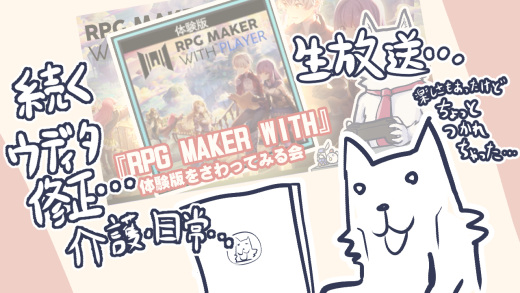 体験版
RPG MAKER
WITH PLAYER
『RPG MAKER WITH』
体験版をさわってみる会
生放送…
楽しさもあったけど
ちょっと
つかれ
ちゃった…
続く
ウディタ
修正…
介護・日常…